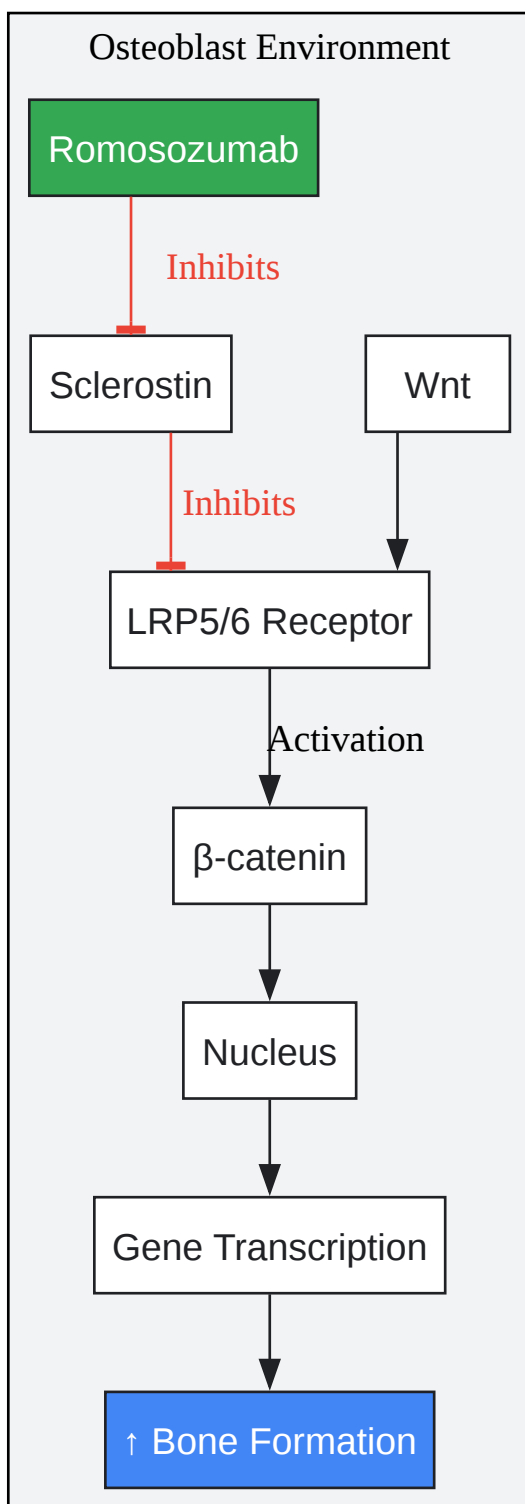 Osteoblast Environment
Romosozumab
Inhibits
Sclerostin
Wnt
Inhibits
LRP5/6 Receptor
Activation
β-catenin
Nucleus
Gene Transcription
↑ Bone Formation